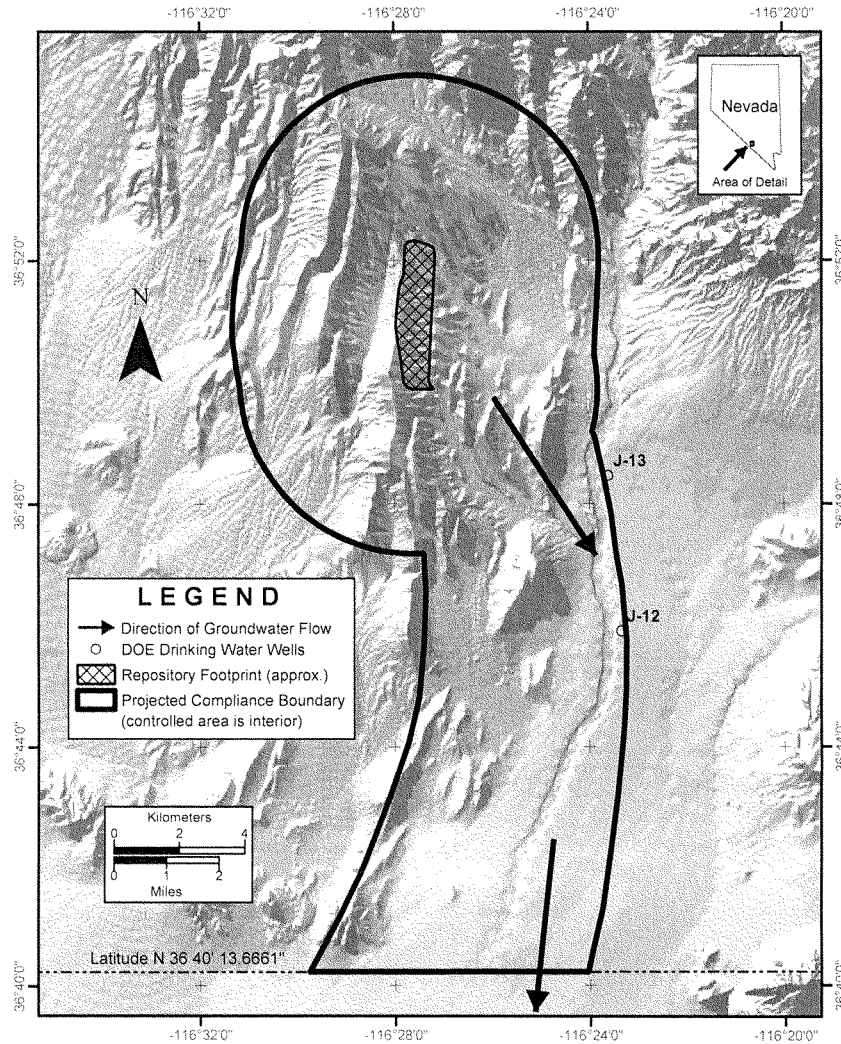 -116°32'0" -116°28'0" -116°24'0" -116°20'0"
Nevada
Area of Detail
36°52'0" 36°52'0"
N
J-13
36°48'0" 36°48'0"
J-12
LEGEND
Direction of Groundwater Flow
DOE Drinking Water Wells
Repository Footprint (approx.)
Projected Compliance Boundary
(controlled area is interior)
36°44'0" 36°44'0"
Kilometers
0 2 4
0 1 2
Miles
Latitude N 36 40' 13.6661"
36°40'0" 36°40'0"
-116°32'0" -116°28'0" -116°24'0" -116°20'0"